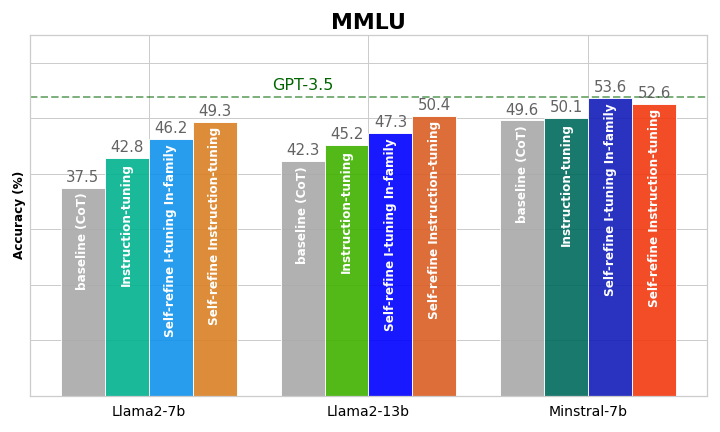 MMLU
Accuracy (%)
GPT-3.5
37.5
42.8
46.2
49.3
baseline (CoT)
Instruction-tuning
Self-refine I-tuning In-family
Self-refine Instruction-tuning
42.3
45.2
47.3
50.4
baseline (CoT)
Instruction-tuning
Self-refine I-tuning In-family
Self-refine Instruction-tuning
49.6
50.1
53.6
52.6
baseline (CoT)
Instruction-tuning
Self-refine I-tuning In-family
Self-refine Instruction-tuning
Llama2-7b
Llama2-13b
Minstral-7b